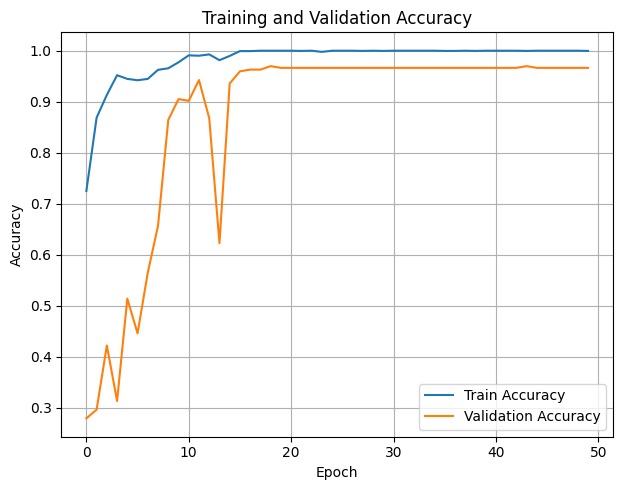 Training and Validation Accuracy
1.0
0.9
0.8
0.7
0.6
0.5
0.4
0.3
Accuracy
0 10 20 30 40 50
Epoch
Train Accuracy
Validation Accuracy